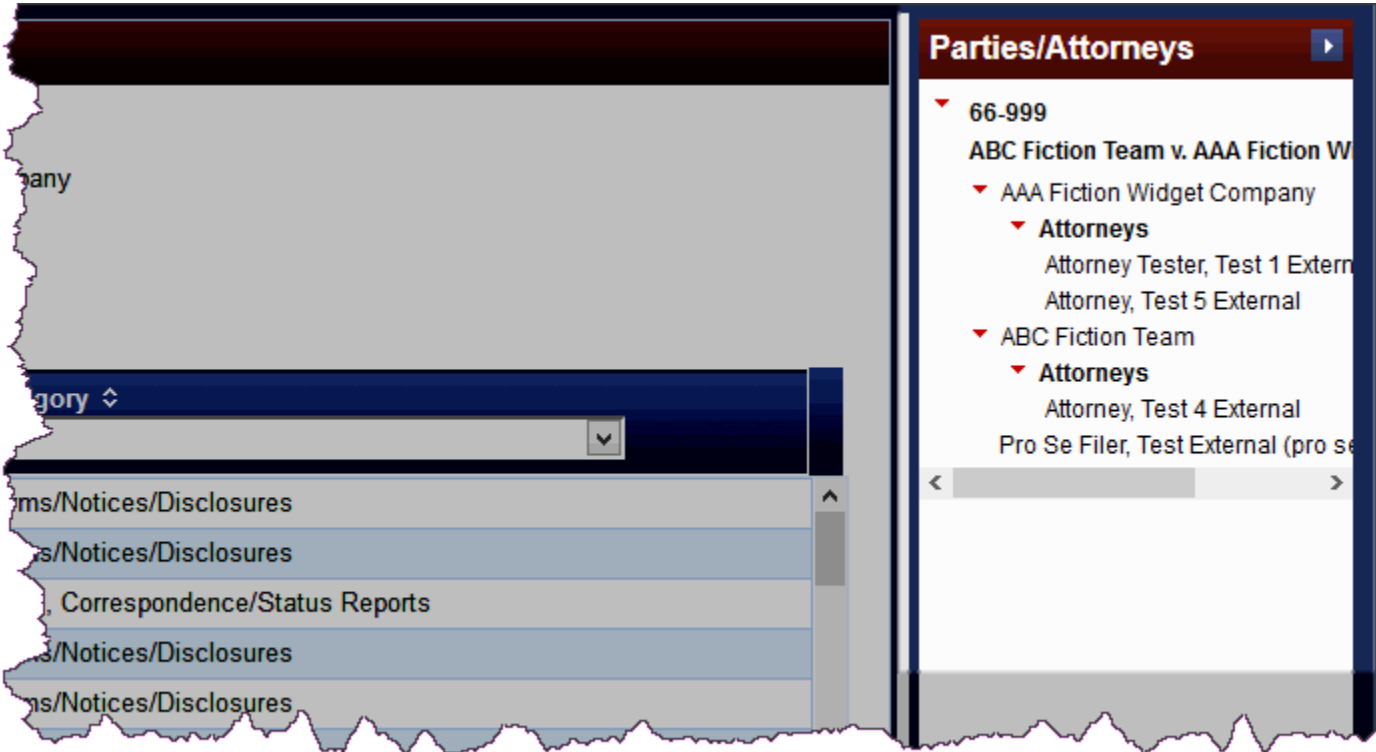 Parties/Attorneys
66-999
ABC Fiction Team v. AAA Fiction
AAA Fiction Widget Company
Attorneys
Attorney Tester, Test 1
Attorney, Test 5 External
ABC Fiction Team
Attorneys
Attorney, Test 4 External
Pro Se Filer, Test External (pro
pany
gory
ms/Notices/Disclosures
s/Notices/Disclosures
, Correspondence/Status Reports
s/Notices/Disclosures
ms/Notices/Disclosures